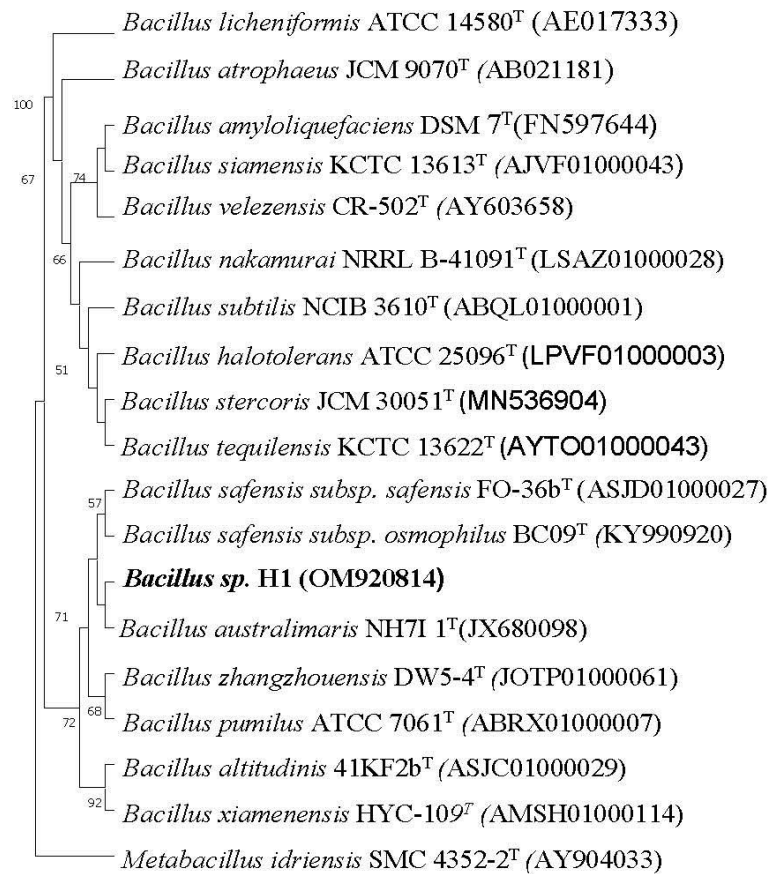 Bacillus licheniformis ATCC 14580T (AE017333)
Bacillus atrophaeus JCM 9070T (AB021181)
100
Bacillus amyloliquefaciens DSM 7T(FN597644)
Bacillus siamensis KCTC 13613T (AJVF01000043)
67
74
Bacillus velezensis CR-502T (AY603658)
Bacillus nakamurai NRRL B-41091T (LSAZ01000028)
66
Bacillus subtilis NCIB 3610T (ABQL01000001)
Bacillus halotolerans ATCC 25096T (LPVF01000003)
51
Bacillus stercoris JCM 30051T (MN536904)
Bacillus tequilensis KCTC 13622T (AYTO01000043)
Bacillus safensis subsp. safensis FO-36bT (ASJD01000027)
57
Bacillus safensis subsp. osmophilus BC09T (KY990920)
Bacillus sp. H1 (OM920814)
71
Bacillus australimaris NH7I 1T(JX680098)
Bacillus zhangzhouensis DW5-4T (JOTP01000061)
68
Bacillus pumilus ATCC 7061T (ABRX01000007)
72
Bacillus altitudinis 41KF2bT (ASJC01000029)
92
Bacillus xiamenensis HYC-109T (AMSH01000114)
Metabacillus idriensis SMC 4352-2T (AY904033)